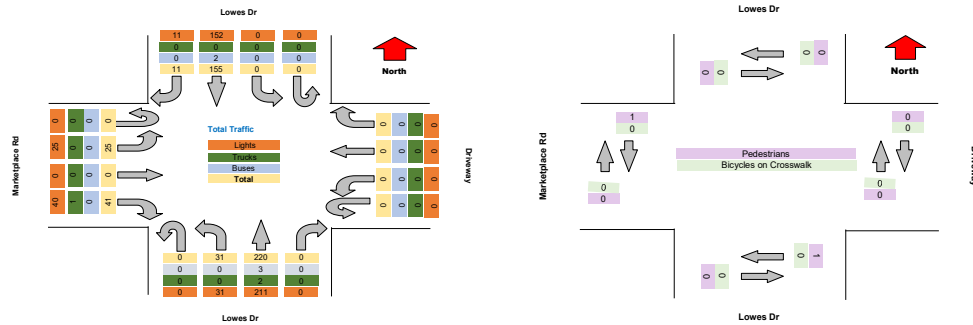 Lowes Dr
11 152 0 0
0 0 0 0
0 2 0 0
11 155 0 0
North
Marketplace Rd
0 0 0 0
25 0 0 25
0 0 0 0
40 1 0 41
Total Traffic
Lights
Trucks
Buses
Total
0 0 0 0
0 0 0 0
0 0 0 0
0 0 0 0
Driveway
0 31 220 0
0 0 3 0
0 0 2 0
0 31 211 0
Lowes Dr
Lowes Dr
0 0
0 0
North
Marketplace Rd
1
0
0
0
Pedestrians
Bicycles on Crosswalk
0
0
0
0
0 1
0 0
Lowes Dr